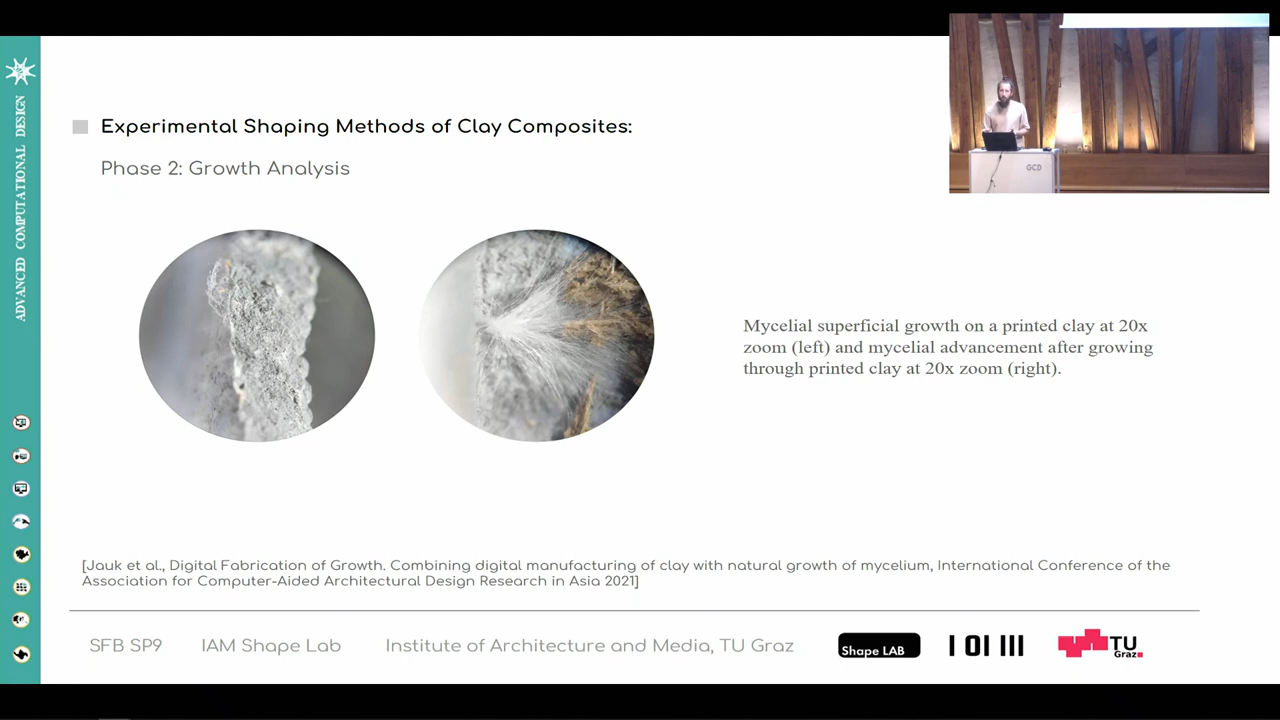 ADVANCED COMPUTATIONAL DESIGN
Experimental Shaping Methods of Clay Composites:
Phase 2: Growth Analysis
GCD
Mycelial superficial growth on a printed clay at 20x
zoom (left) and mycelial advancement after growing
through printed clay at 20x zoom (right).
[Jauk et al., Digital Fabrication of Growth. Combining digital manufacturing of clay with natural growth of mycelium, International Conference of the
Association for Computer-Aided Architectural Design Research in Asia 2021]
SFB SP9 IAM Shape Lab Institute of Architecture and Media, TU Graz
Shape LAB
I OI III
TU
Graz